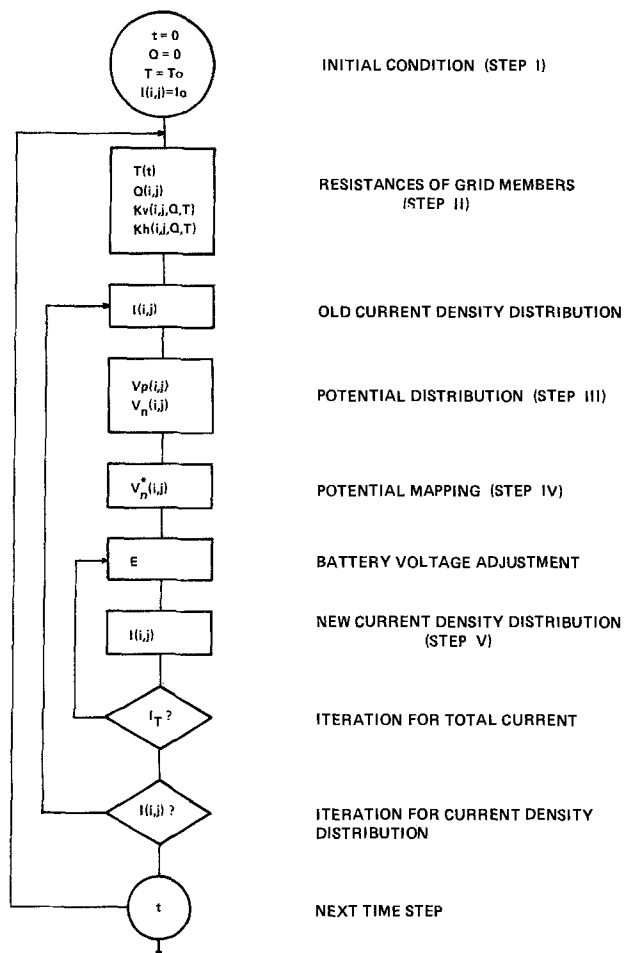 t = 0
Q = 0
T = To
I(i,j)=Io
INITIAL CONDITION (STEP I)
T(t)
Q(i,j)
Kv(i,j,Q,T)
Kh(i,j,Q,T)
RESISTANCES OF GRID MEMBERS
(STEP II)
I(i,j)
OLD CURRENT DENSITY DISTRIBUTION
Vp(i,j)
Vn(i,j)
POTENTIAL DISTRIBUTION (STEP III)
V*n(i,j)
POTENTIAL MAPPING (STEP IV)
E
BATTERY VOLTAGE ADJUSTMENT
I(i,j)
NEW CURRENT DENSITY DISTRIBUTION
(STEP V)
IT ?
ITERATION FOR TOTAL CURRENT
I(i,j) ?
ITERATION FOR CURRENT DENSITY
DISTRIBUTION
t
NEXT TIME STEP